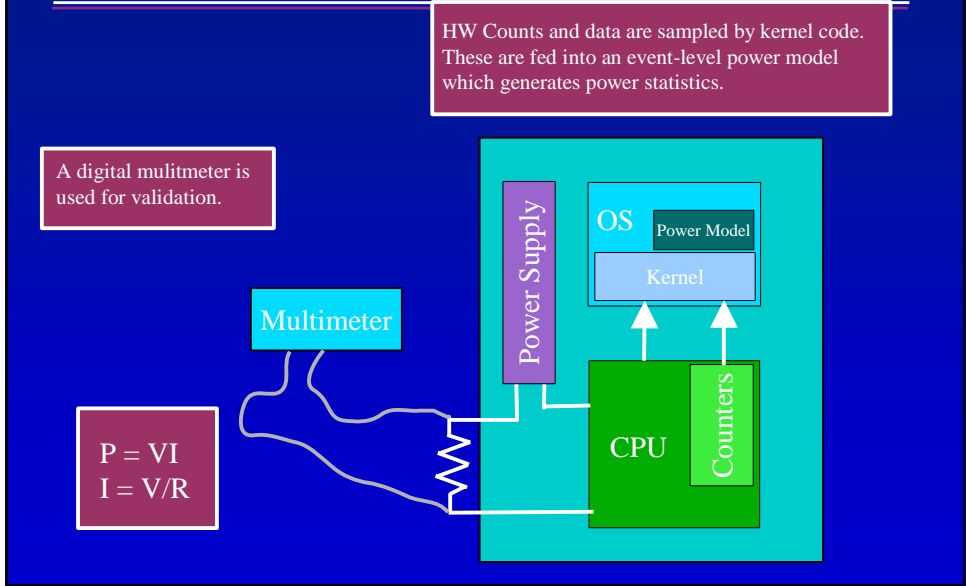 HW Counts and data are sampled by kernel code.
These are fed into an event-level power model
which generates power statistics.
A digital mulitmeter is
used for validation.
Power Supply
OS
Power Model
Kernel
Multimeter
CPU
Counters
P = VI
I = V/R